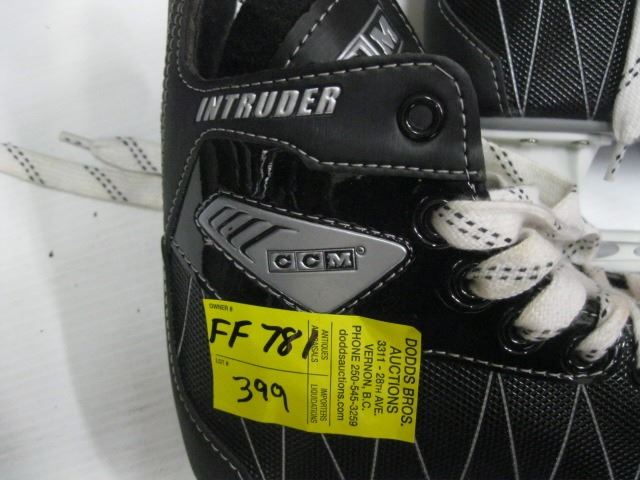 CCM
INTRUDER
CCM
OWNER #
FF 781
LOT #
399
ANTIQUES
APPRAISALS
IMPORTERS
LIQUIDATIONS
DODDS BROS.
AUCTIONS
3311 - 28TH AVE.
VERNON, B.C.
PHONE 250-545-3259
doddsauctions.com